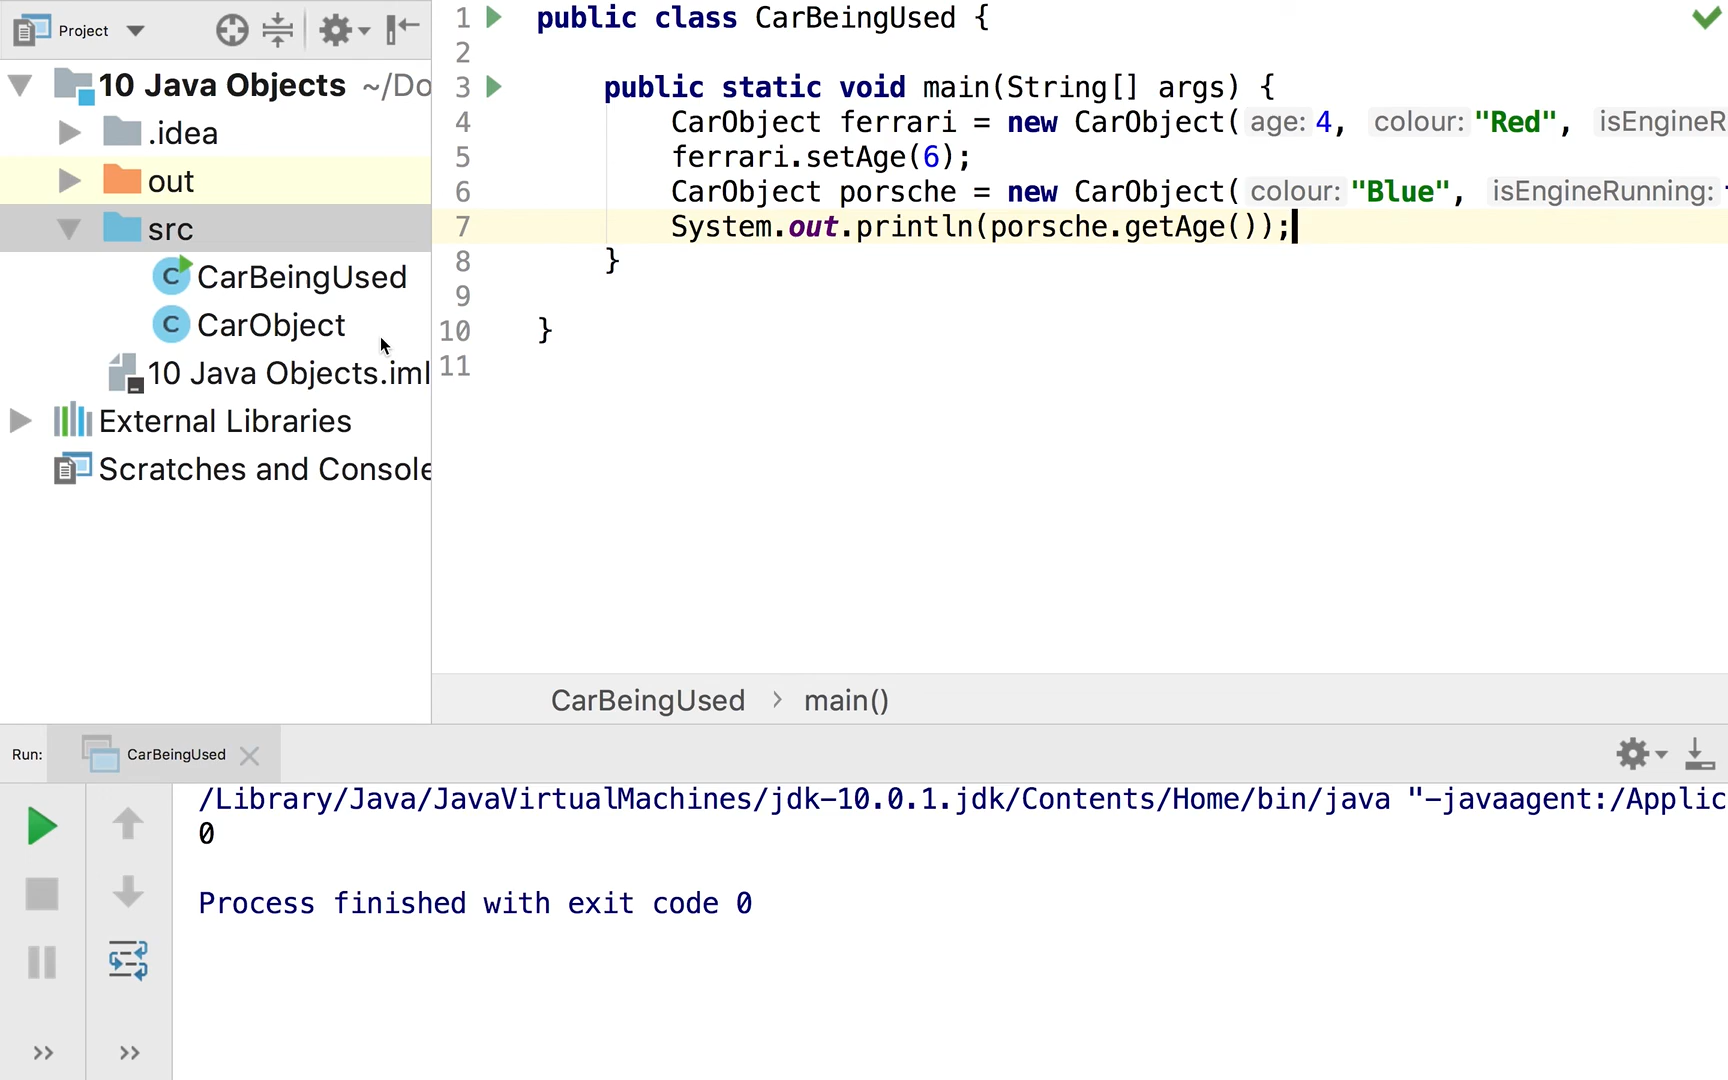 Project
10 Java Objects ~/Do
.idea
out
src
CarBeingUsed
CarObject
10 Java Objects.iml
External Libraries
Scratches and Console
1 public class CarBeingUsed {
2
3 public static void main(String[] args) {
4 CarObject ferrari = new CarObject( age: 4, colour: "Red", isEngineR
5 ferrari.setAge(6);
6 CarObject porsche = new CarObject( colour: "Blue", isEngineRunning:
7 System.out.println(porsche.getAge());
8 }
9
10 }
11
CarBeingUsed > main()
Run: CarBeingUsed
/Library/Java/JavaVirtualMachines/jdk-10.0.1.jdk/Contents/Home/bin/java "-javaagent:/Applic
0
Process finished with exit code 0